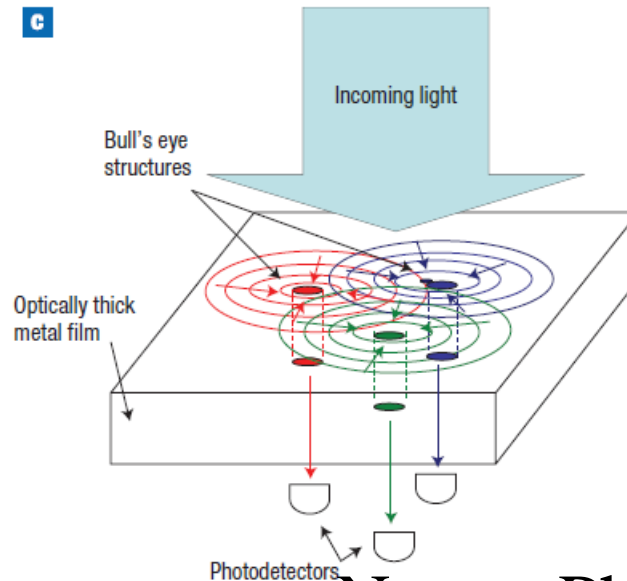 C
Incoming light
Bull's eye
structures
Optically thick
metal film
Photodetectors